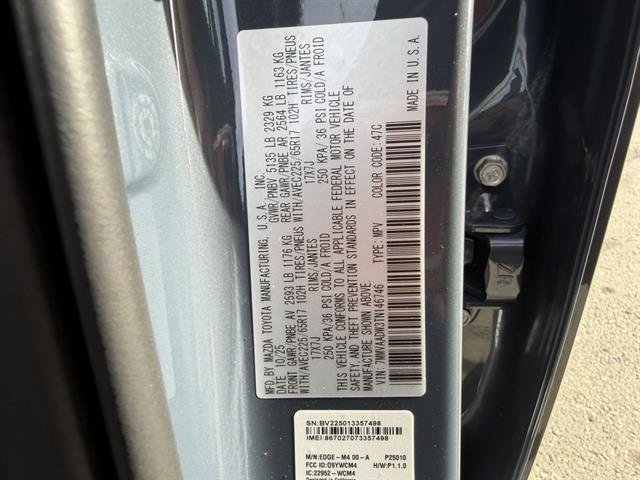 MFD. BY MAZDA TOYOTA MANUFACTURING, U.S.A., INC.
DATE: 10/25 GVWR/PNBV 5135 LB 2329 KG
FRONT GAWR/PNBE AV 2593 LB 1176 KG REAR GAWR/PNBE AR 2564 LB 1163 KG
WITH/AVEC225/65R17 102H TIRES/PNEUS WITH/AVEC225/65R17 102H TIRES/PNEUS
17X7J RIMS/JANTES 17X7J RIMS/JANTES
250 KPA/36 PSI COLD/A FROID 250 KPA/ 36 PSI COLD/A FROID
THIS VEHICLE CONFORMS TO ALL APPLICABLE FEDERAL MOTOR VEHICLE
SAFETY AND THEFT PREVENTION STANDARDS IN EFFECT ON THE DATE OF
MANUFACTURE SHOWN ABOVE.
VIN: 7MMVAADW3TN146746 TYPE: MPV COLOR CODE: 47C
MADE IN U.S.A.
SN:BV225013357498
IMEI:867027073357498
M/N:EDGE-M4 00-A P25010
FCC ID:O9YWCM4 H/W:P1.1.0
IC:22952-WCM4
Designed in California